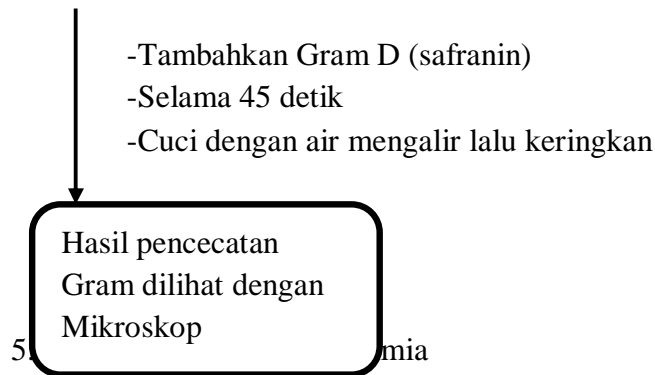 -Tambahkan Gram D (safranin)
-Selama 45 detik
-Cuci dengan air mengalir lalu keringkan
Hasil pencecatan
Gram dilihat dengan
Mikroskop
5. mia